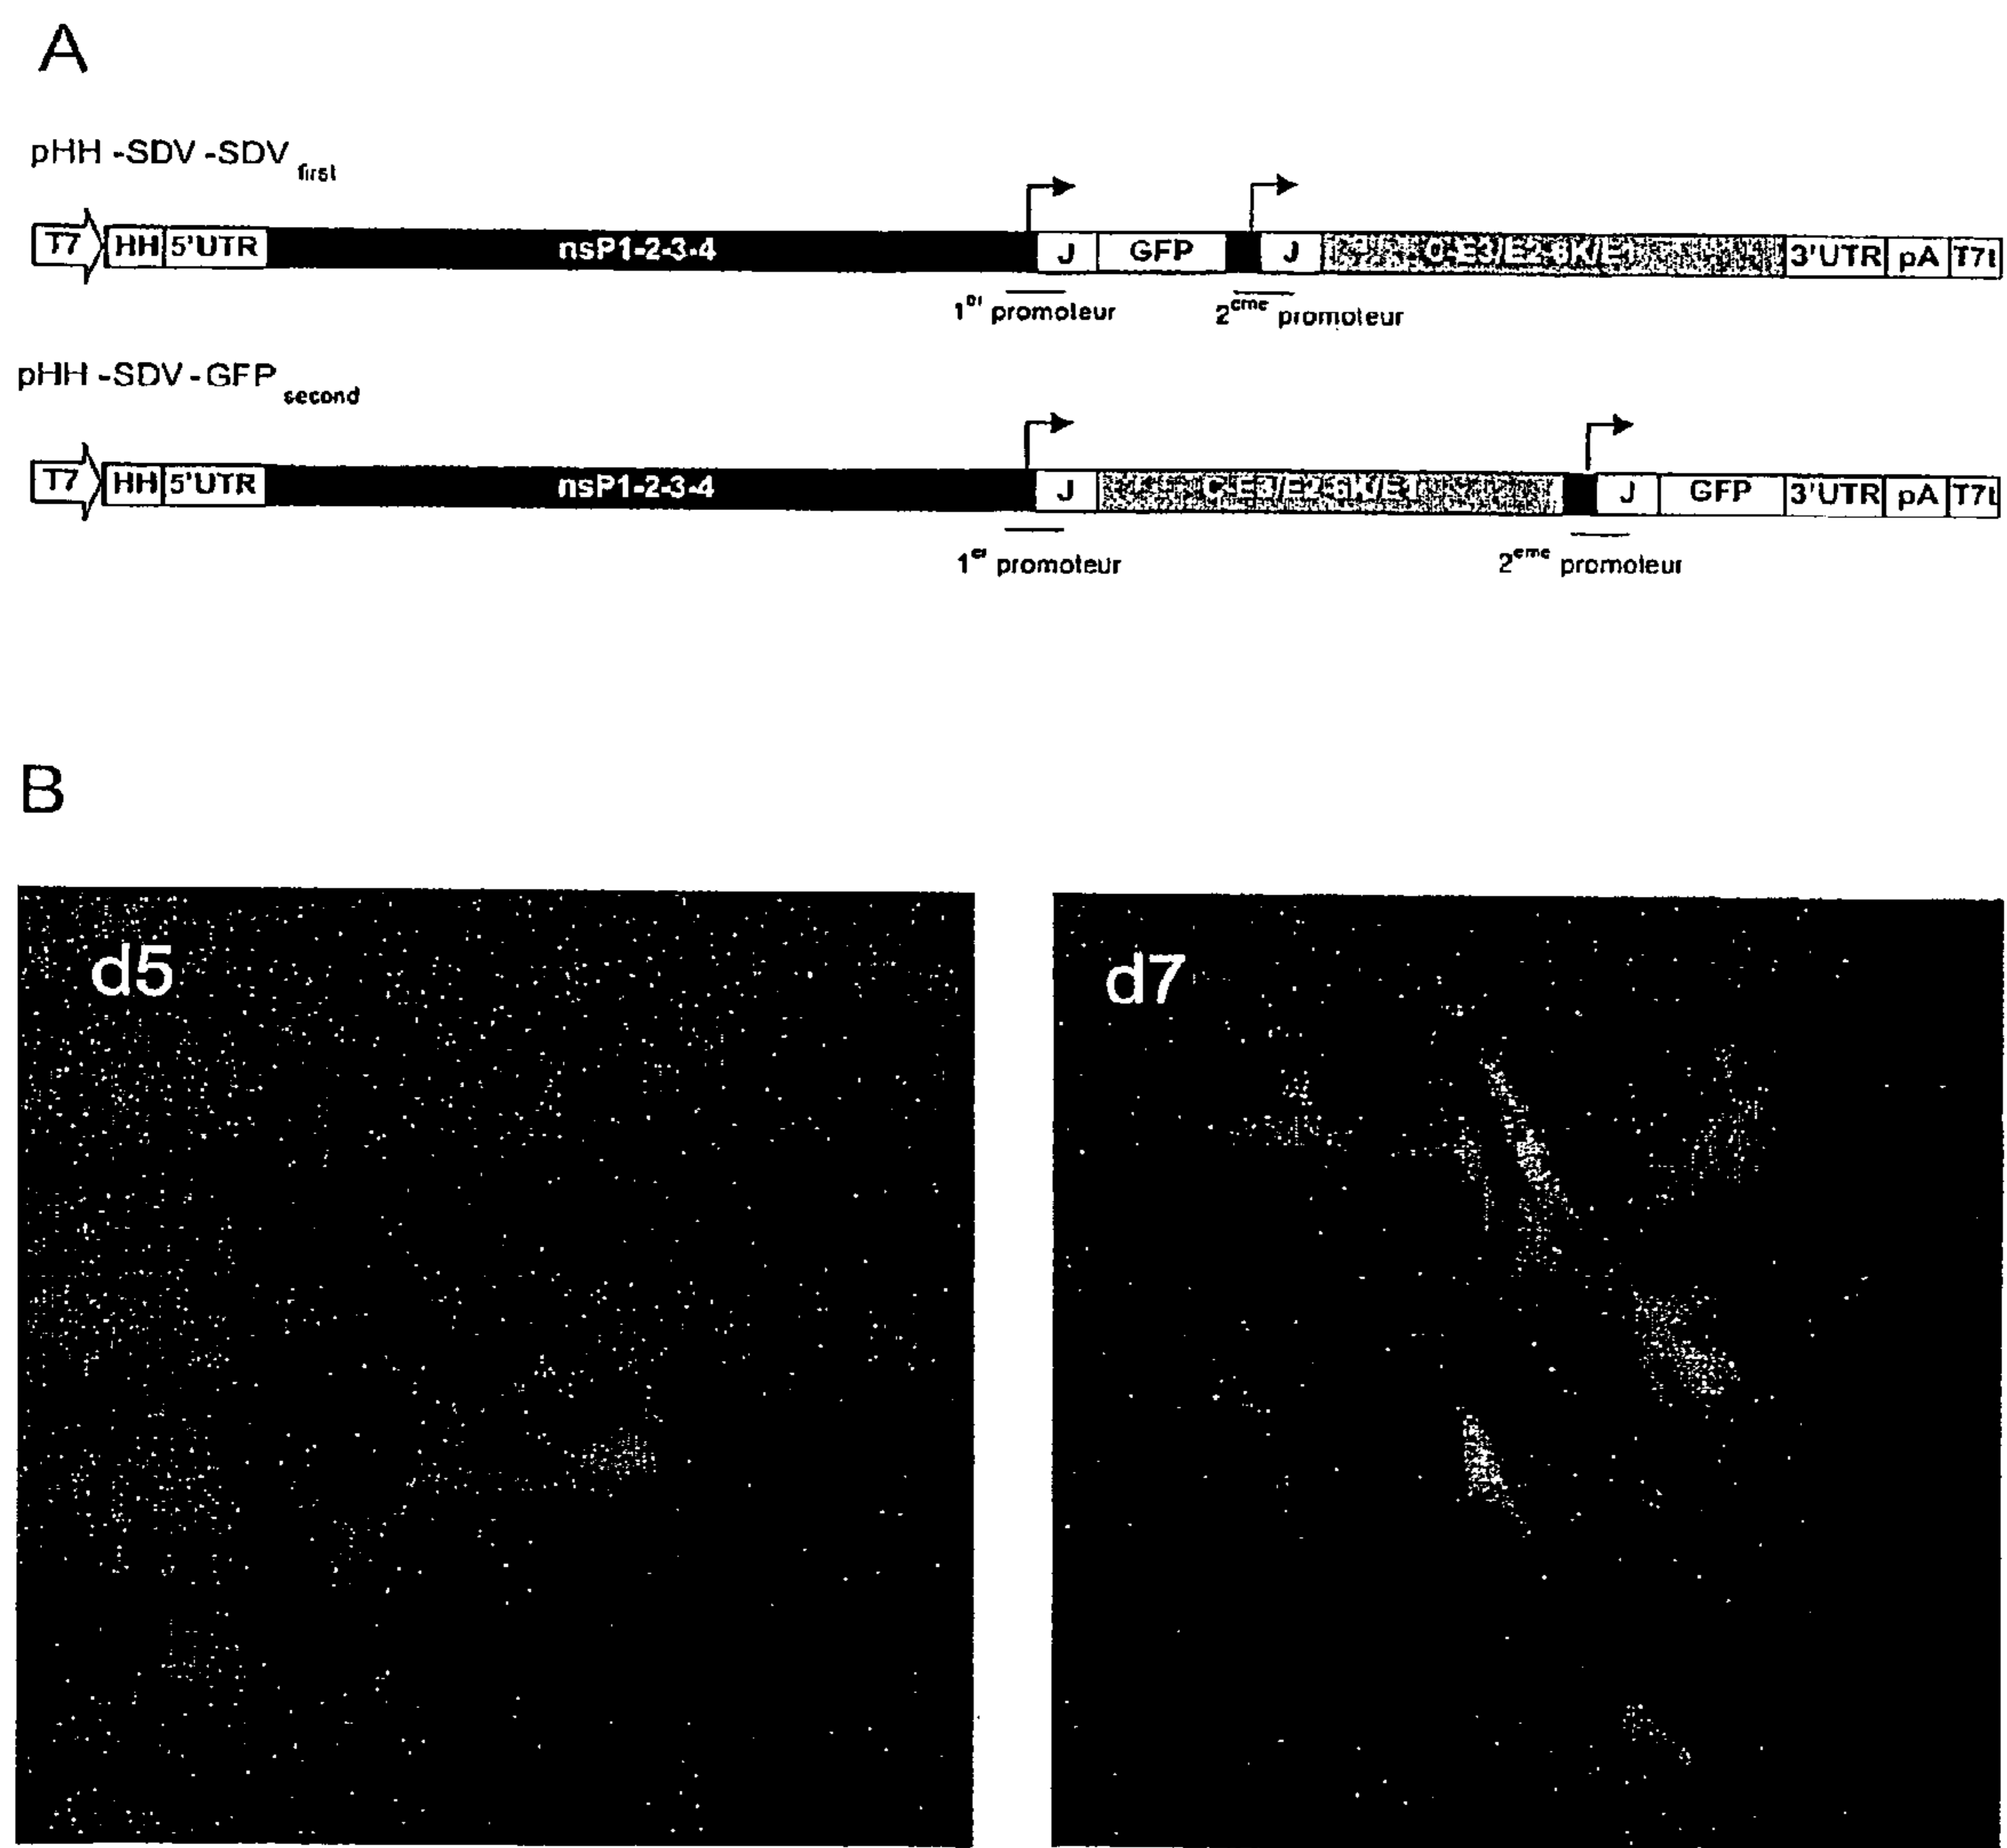 A
pHH -SDV -SDV first
T7 HH 5'UTR nsP1-2-3-4 J GFP J C-E3/E2-6K/E1 3'UTR pA T7t
1er promoteur 2eme promoteur
pHH -SDV - GFP second
T7 HH 5'UTR nsP1-2-3-4 J C-E3/E2-6K/E1 J GFP 3'UTR pA T7t
1er promoteur 2eme promoteur
B
d5 d7